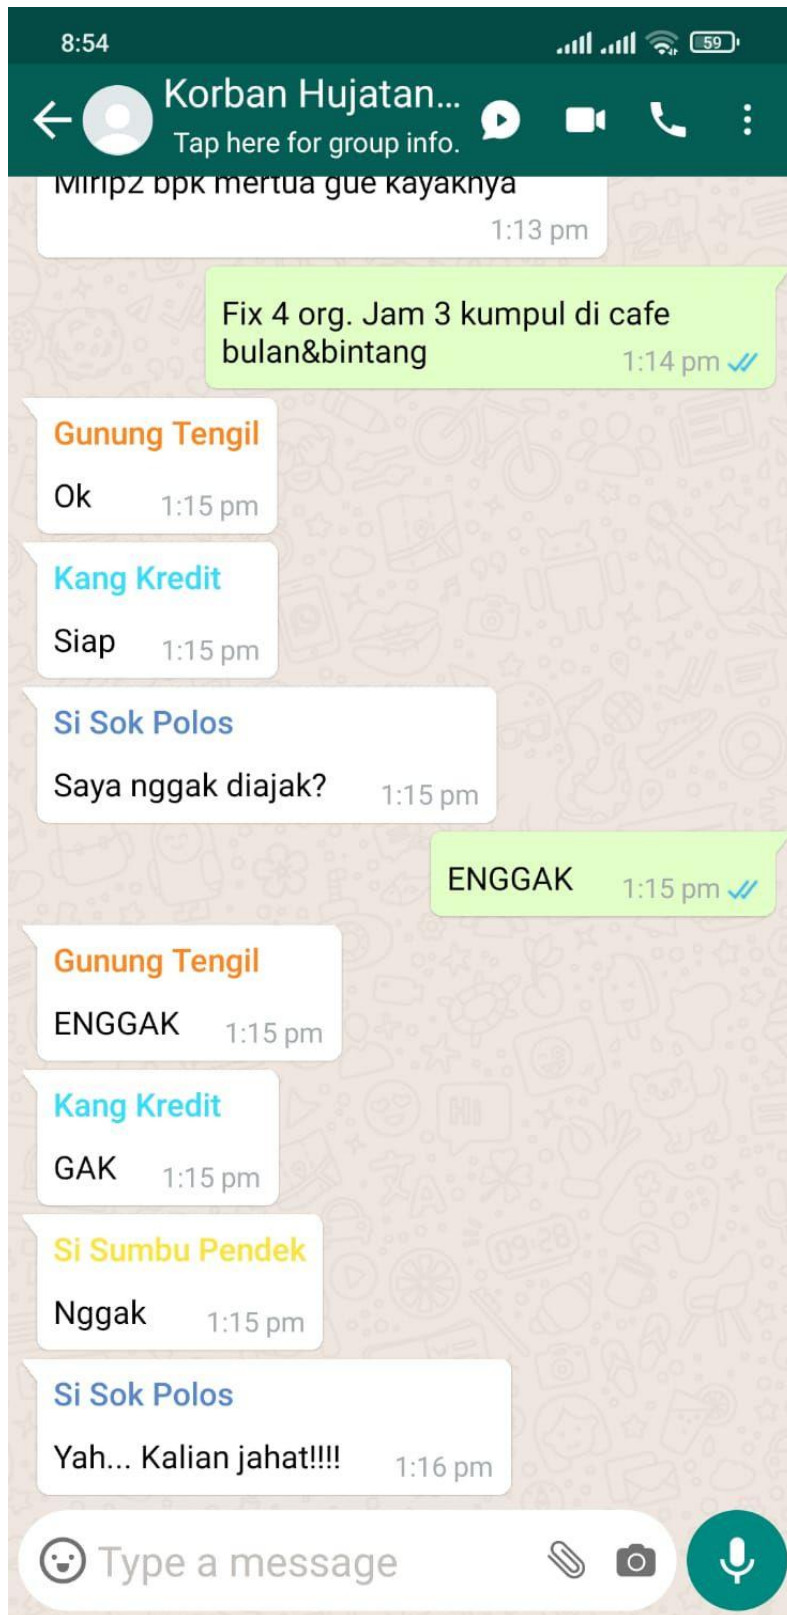 8:54
59
Korban Hujatan...
Tap here for group info.
Mirip2 bpk mertua gue kayaknya
1:13 pm
Fix 4 org. Jam 3 kumpul di cafe
bulan&bintang
1:14 pm
Gunung Tengil
Ok
1:15 pm
Kang Kredit
Siap
1:15 pm
Si Sok Polos
Saya nggak diajak?
1:15 pm
ENGGAK
1:15 pm
Gunung Tengil
ENGGAK
1:15 pm
Kang Kredit
GAK
1:15 pm
Si Sumbu Pendek
Nggak
1:15 pm
Si Sok Polos
Yah... Kalian jahat!!!!
1:16 pm
Type a message